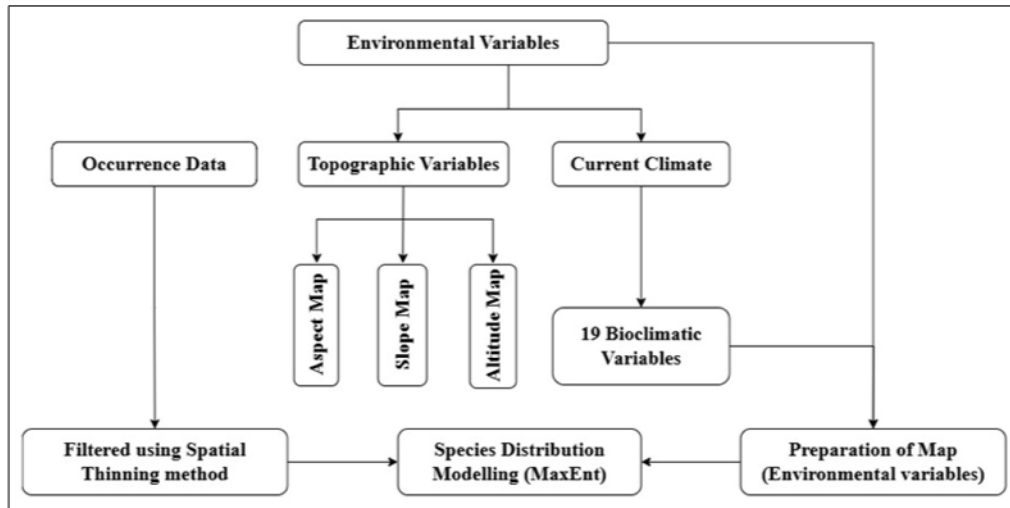 Environmental Variables
Occurrence Data
Topographic Variables
Current Climate
Aspect Map
Slope Map
Altitude Map
19 Bioclimatic
Variables
Filtered using Spatial
Thinning method
Species Distribution
Modelling (MaxEnt)
Preparation of Map
(Environmental variables)